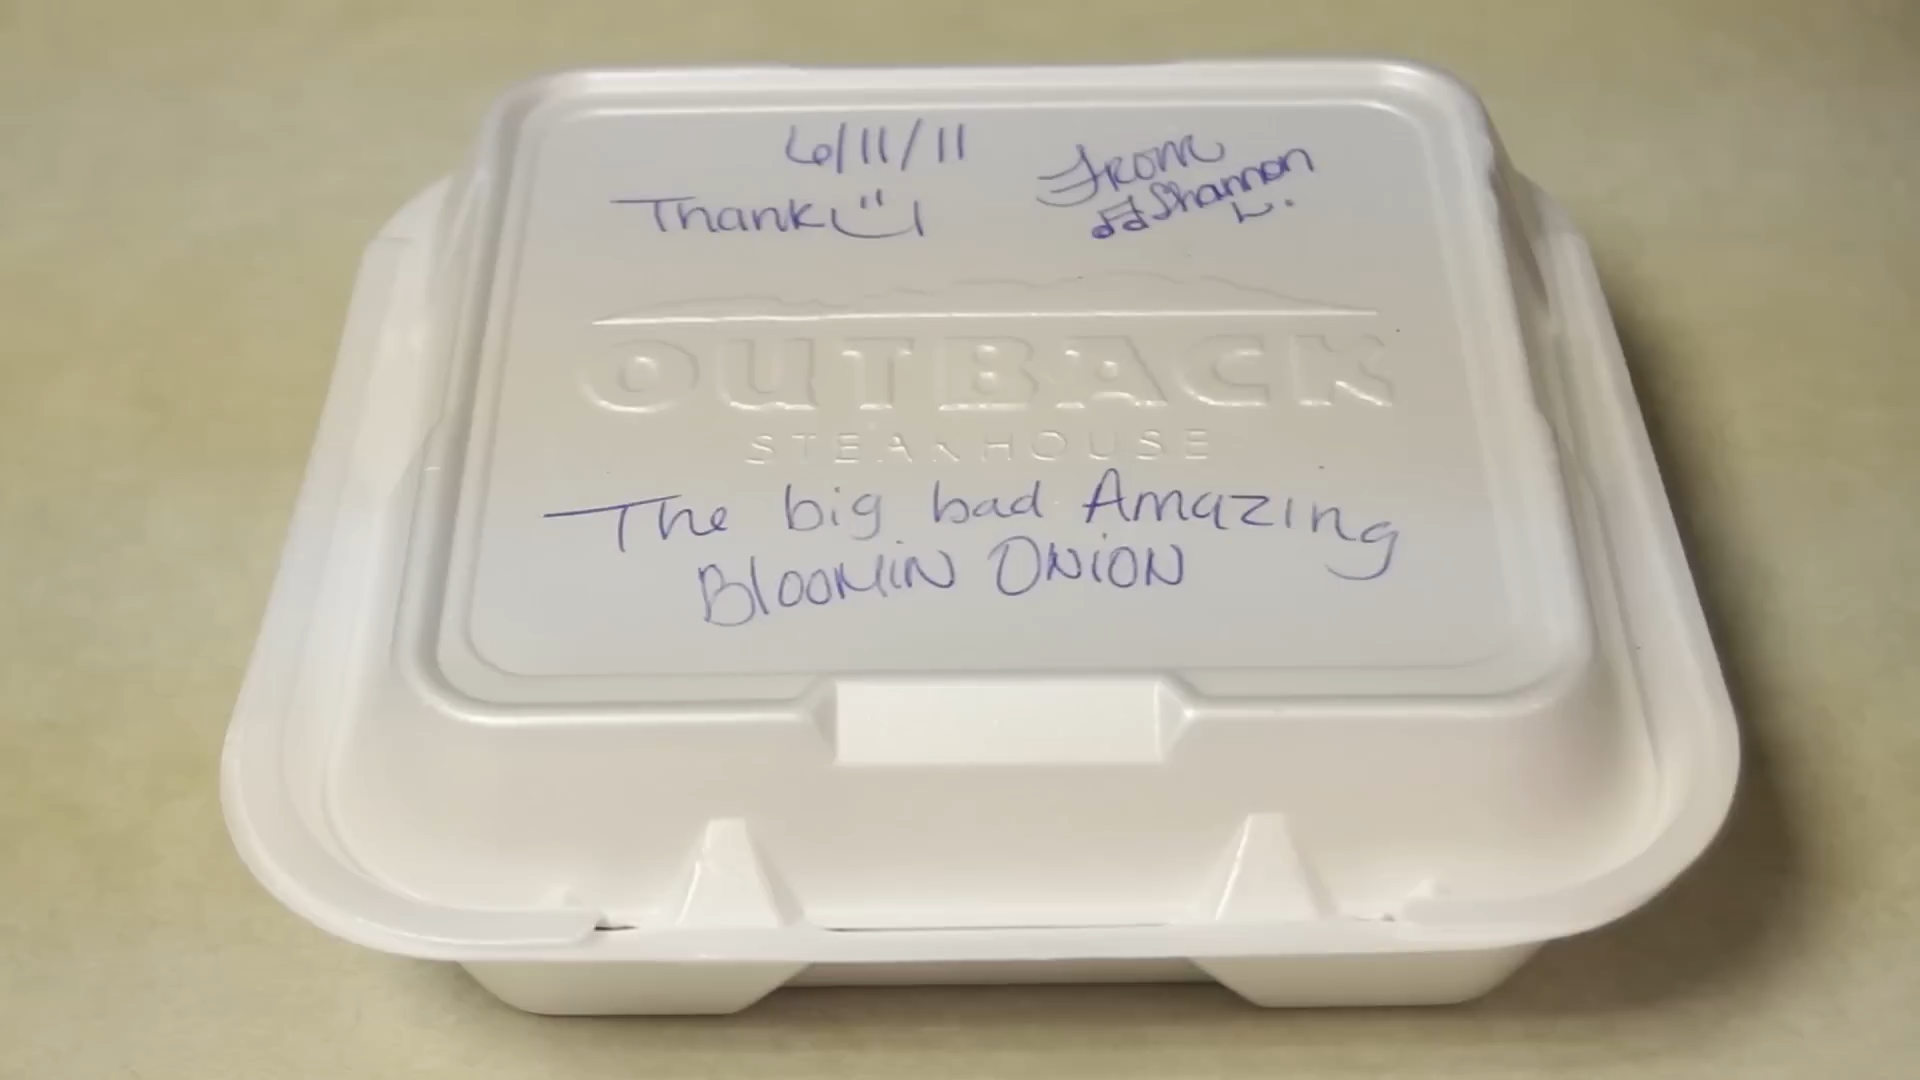 6/11/11
Thank U
From
Shannon
L.
OUTBACK
STEAKHOUSE
The big bad Amazing
Bloomin Onion